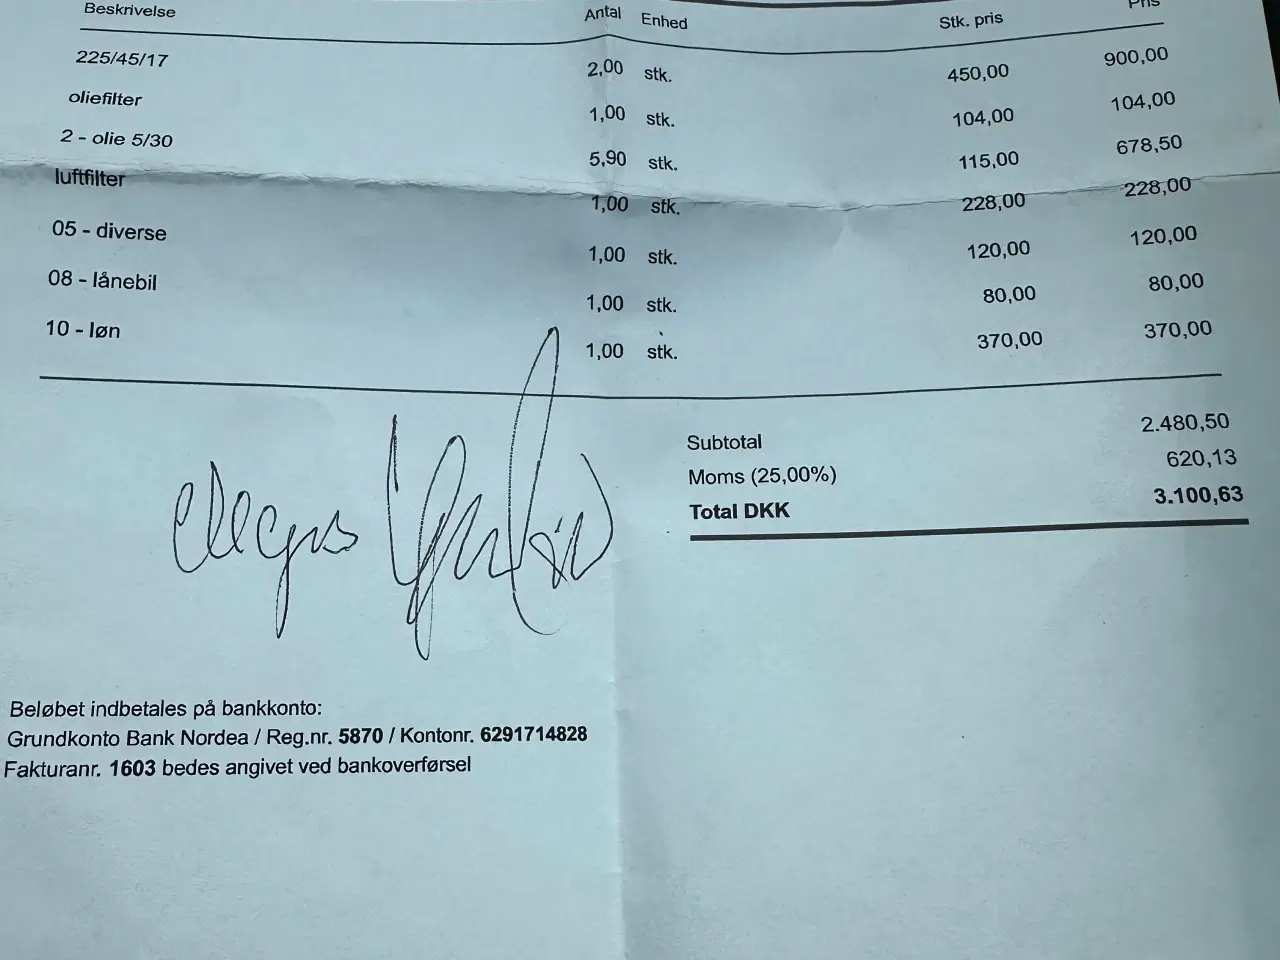 Beskrivelse Antal Enhed Stk. pris Pris
225/45/17 2,00 stk. 450,00 900,00
oliefilter 1,00 stk. 104,00 104,00
2 - olie 5/30 5,90 stk. 115,00 678,50
luftfilter 1,00 stk. 228,00 228,00
05 - diverse 1,00 stk. 120,00 120,00
08 - lånebil 1,00 stk. 80,00 80,00
10 - løn 1,00 stk. 370,00 370,00
Subtotal 2.480,50
Moms (25,00%) 620,13
Total DKK 3.100,63
Beløbet indbetales på bankkonto:
Grundkonto Bank Nordea / Reg.nr. 5870 / Kontonr. 6291714828
Fakturanr. 1603 bedes angivet ved bankoverførsel